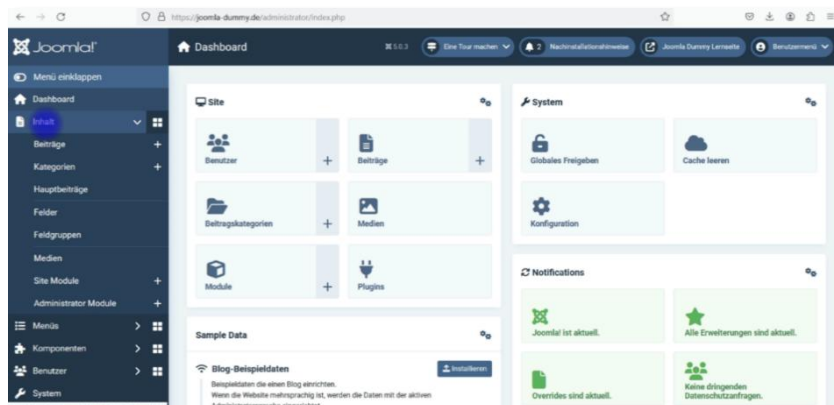 https://joomla-dummy.de/administrator/index.php
Joomla!
Dashboard
5.0.3
Eine Tour machen
2 Nachinstallationshinweise
Joomla Dummy Lernseite
Benutzermenü
Menü einklappen
Dashboard
Inhalt
Beiträge
Kategorien
Hauptbeiträge
Felder
Feldgruppen
Medien
Site Module
Administrator Module
Menüs
Komponenten
Benutzer
System
Site
Benutzer
Beiträge
Beitragskategorien
Medien
Module
Plugins
Sample Data
Blog-Beispieldaten
Installieren
Beispieldaten die einen Blog einrichten.
Wenn die Website mehrsprachig ist, werden die Daten mit der aktiven
System
Globales Freigeben
Cache leeren
Konfiguration
Notifications
Joomla! ist aktuell.
Alle Erweiterungen sind aktuell.
Overrides sind aktuell.
Keine dringenden
Datenschutzanfragen.